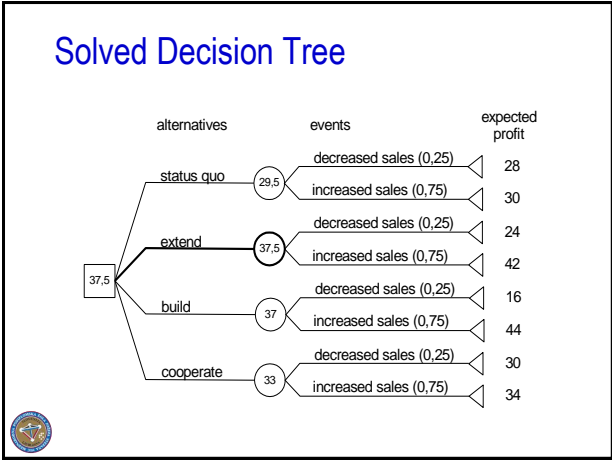 Solved Decision Tree
alternatives
events
expected
profit
decreased sales (0,25)
28
status quo
29,5
increased sales (0,75)
30
decreased sales (0,25)
24
extend
37,5
increased sales (0,75)
42
37,5
decreased sales (0,25)
16
build
37
increased sales (0,75)
44
decreased sales (0,25)
30
cooperate
33
increased sales (0,75)
34